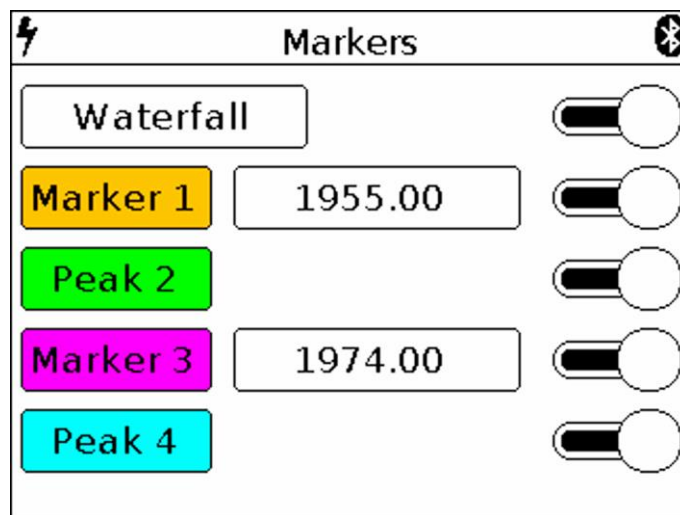 Markers
Waterfall
Marker 1 1955.00
Peak 2
Marker 3 1974.00
Peak 4